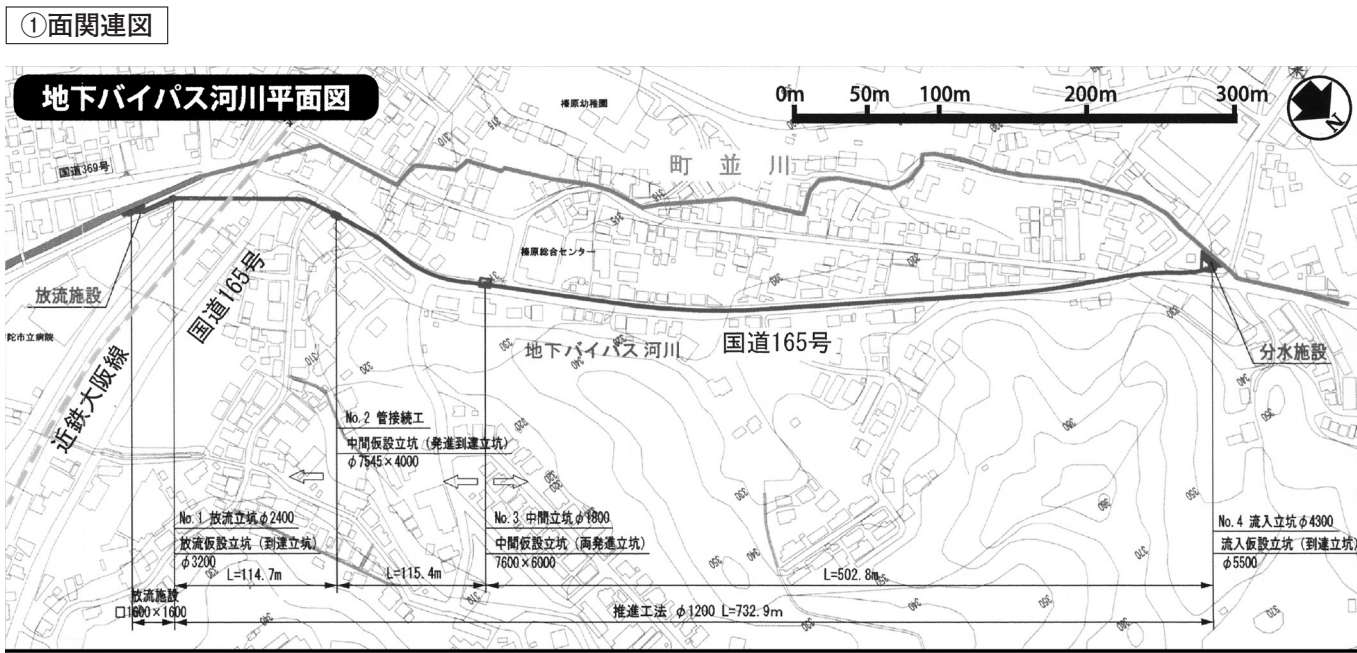 ①面関連図
地下バイパス河川平面図
0m 50m 100m 200m 300m
N
榛原幼稚園
国道369号
町並川
榛原総合センター
放流施設
国道165号
近鉄大阪線
地下バイパス河川
国道165号
分水施設
No.2 管接続工
中間仮設立坑（発進到達立坑）
φ7545×4000
No.1 放流立坑φ2400
放流仮設立坑（到達立坑）
φ3200
No.3 中間立坑φ1800
中間仮設立坑（両発進立坑）
7600×6000
No.4 流入立坑φ4300
流入仮設立坑（到達立坑）
φ5500
L=114.7m
L=115.4m
L=502.8m
放流施設
□1600×1600
推進工法 φ1200 L=732.9m